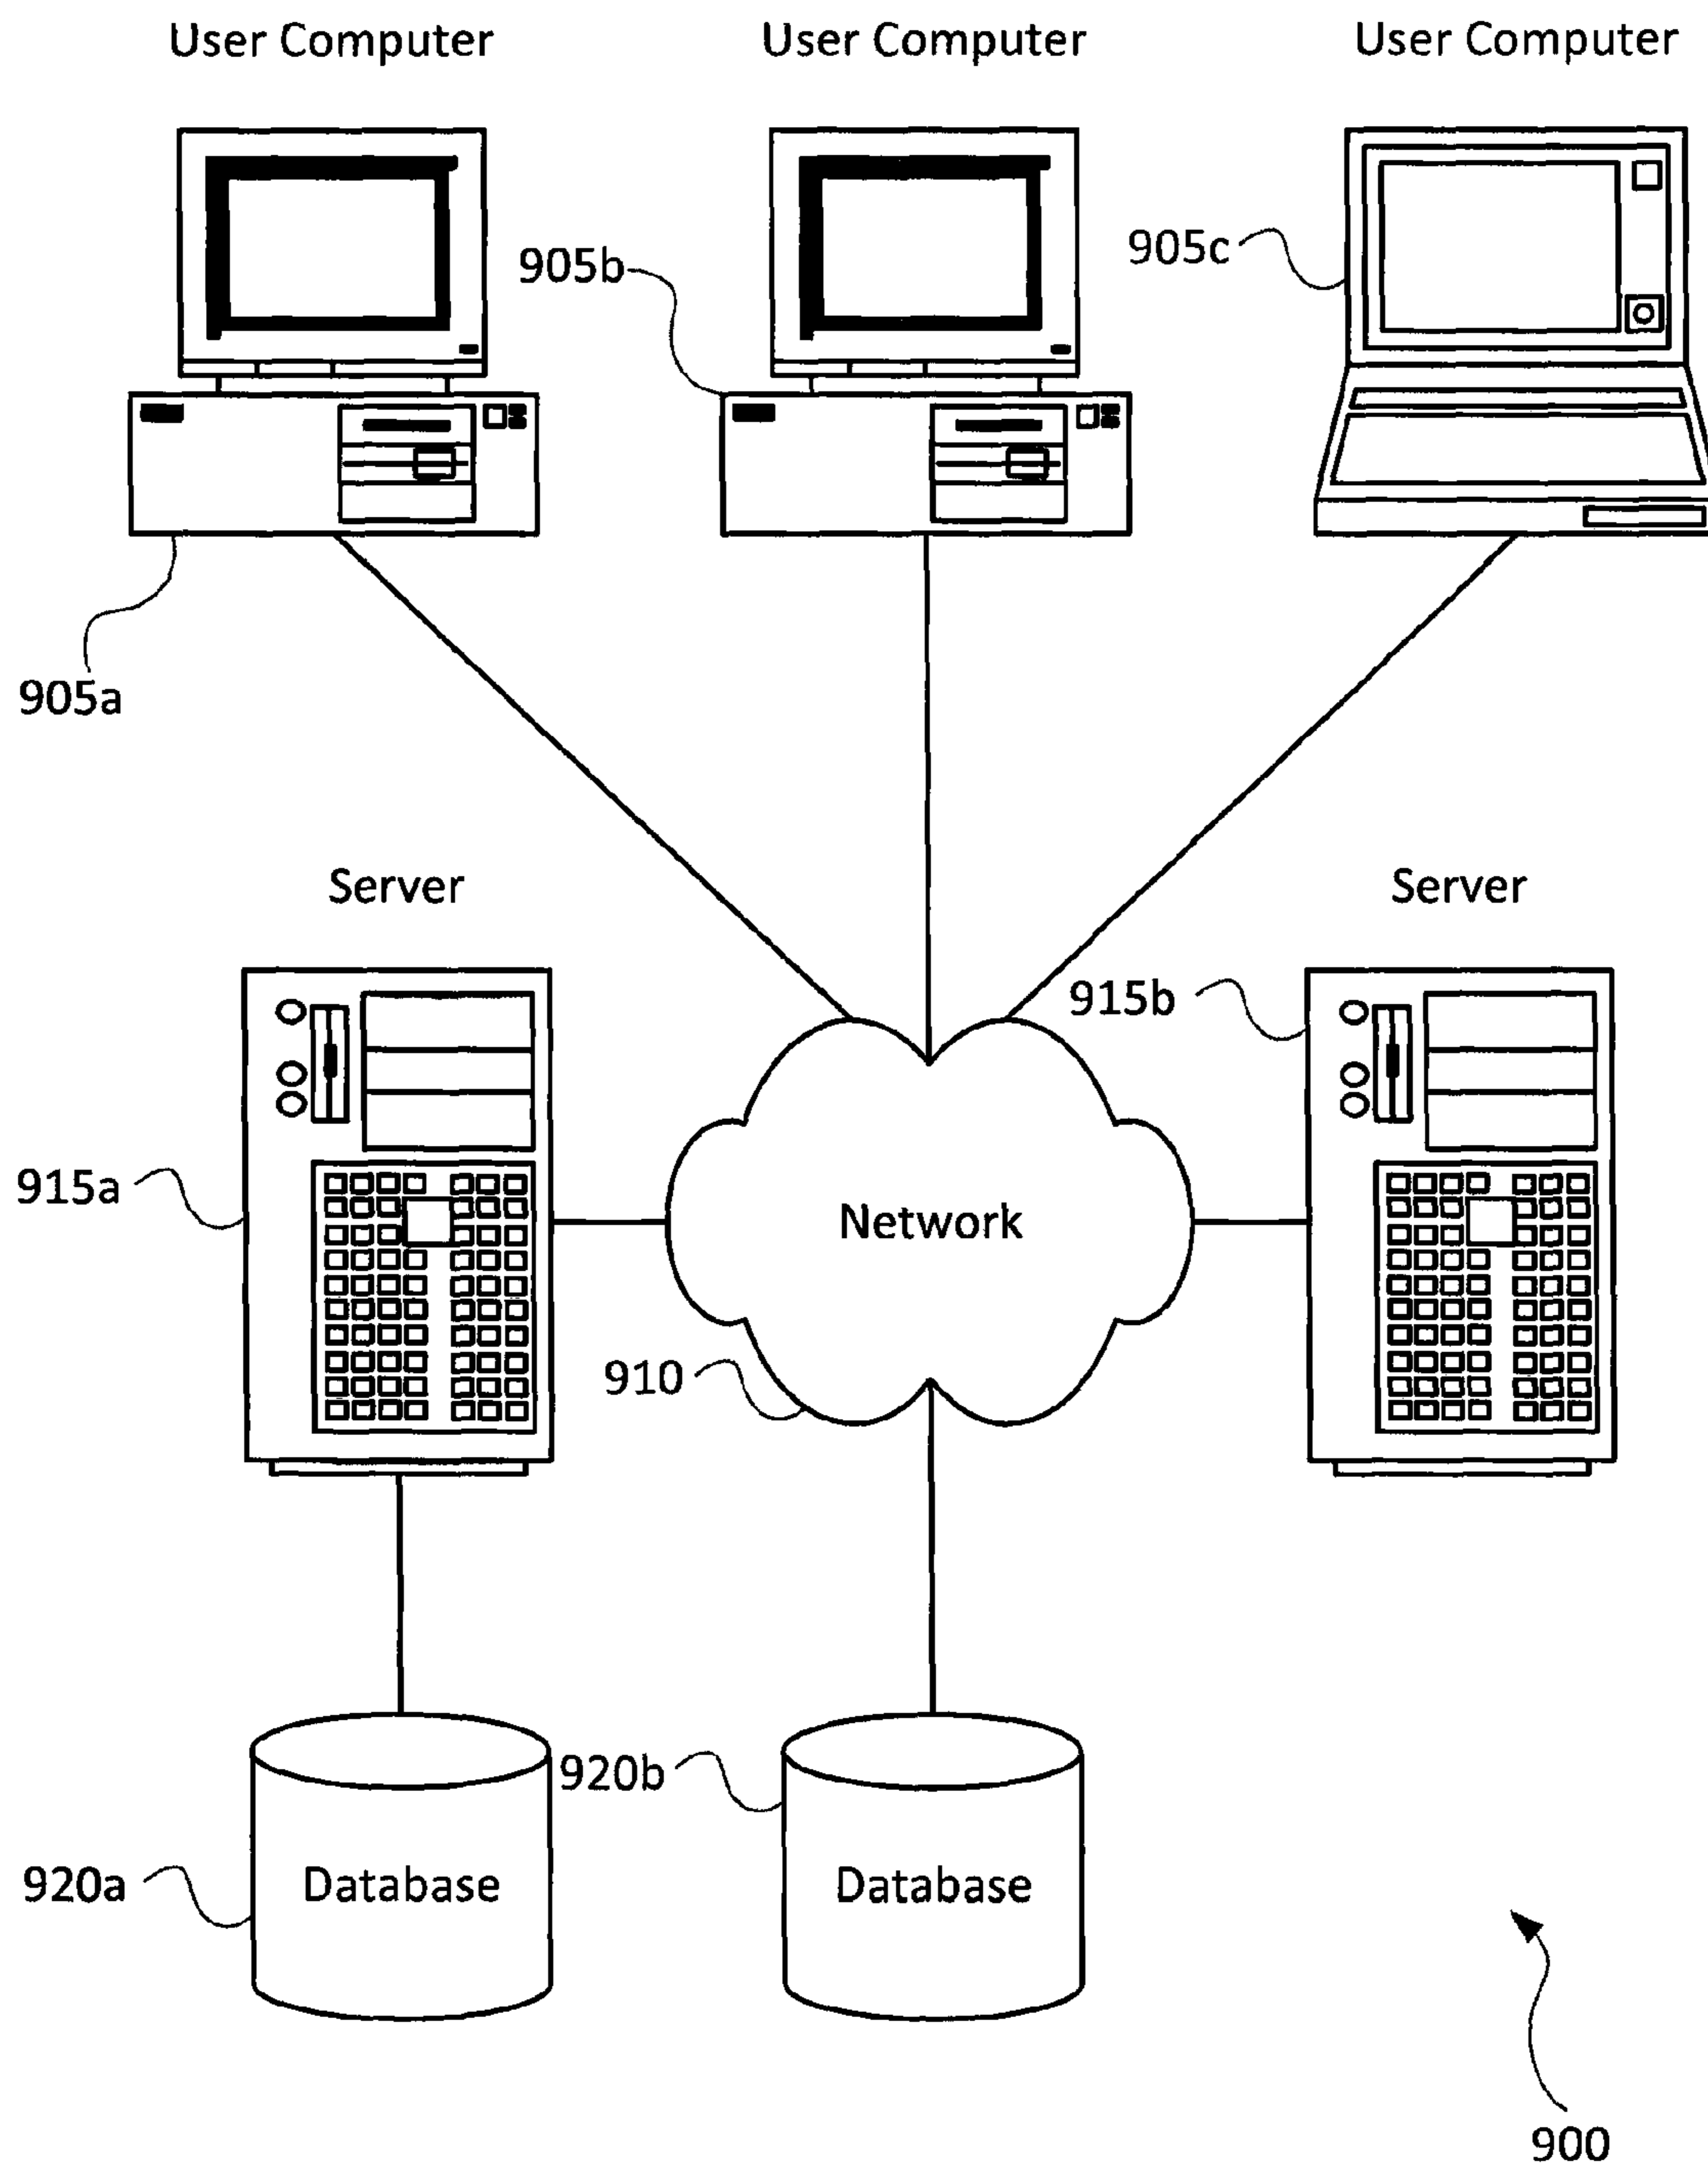 User Computer
User Computer
User Computer
905b
905c
905a
Server
Server
915b
915a
Network
910
920b
920a
Database
Database
900